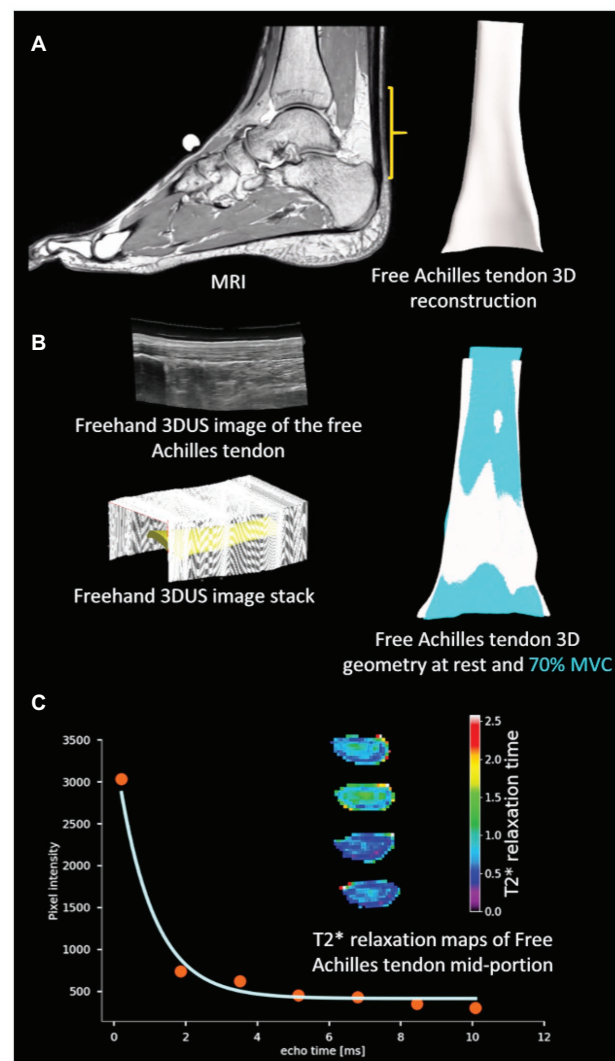 A
MRI
Free Achilles tendon 3D
reconstruction
B
Freehand 3DUS image of the free
Achilles tendon
Freehand 3DUS image stack
Free Achilles tendon 3D
geometry at rest and 70% MVC
C
3500
3000
2500
2000
1500
1000
500
Pixel intensity
0
2
4
6
8
10
12
echo time [ms]
2.5
2.0
1.5
1.0
0.5
0.0
T2* relaxation time
T2* relaxation maps of Free
Achilles tendon mid-portion